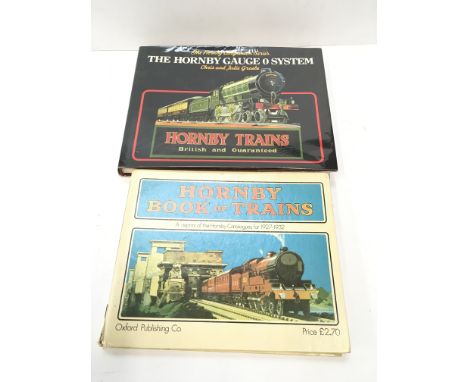 The Hornby Companion Series
THE HORNBY GAUGE 0 SYSTEM
Chris and Julie Graebe
HORNBY TRAINS
British and Guaranteed
HORNBY
BOOK OF TRAINS
A reprint of the Hornby Catalogues for 1927-1932
Oxford Publishing Co
Price £2.70